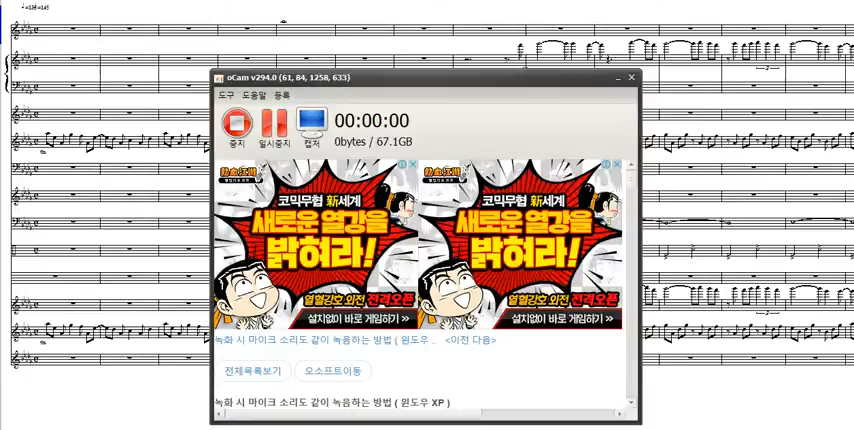 oCam v294.0 (61, 84, 1258, 633)
도구 도움말 등록
00:00:00
중지 일시중지 캡처
0bytes / 67.1GB
코믹무협 新세계
새로운 열강을
밝혀라!
열혈강호 외전 전격오픈
설치없이 바로 게임하기 »
코믹무협 新세계
새로운 열강을
밝혀라!
열혈강호 외전 전격오픈
설치없이 바로 게임하기 »
녹화 시 마이크 소리도 같이 녹음하는 방법 ( 윈도우 .. <이전 다음>
전체목록보기 오소프트이동
녹화 시 마이크 소리도 같이 녹음하는 방법 ( 윈도우 XP )